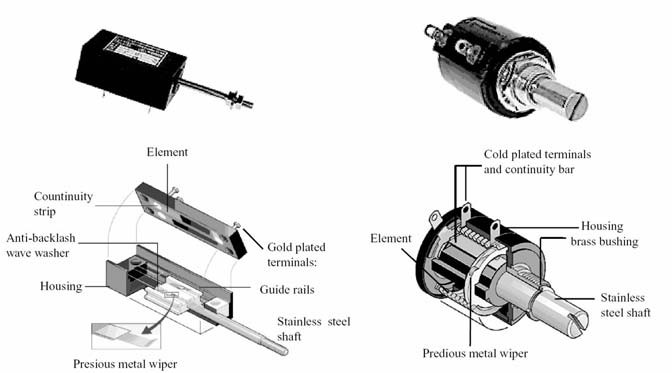 Element
Countinuity
strip
Anti-backlash
wave washer
Gold plated
terminals:
Housing
Guide rails
Stainless steel
shaft
Presious metal wiper
Cold plated terminals
and continuity bar
Element
Housing
brass bushing
Stainless
steel shaft
Predious metal wiper